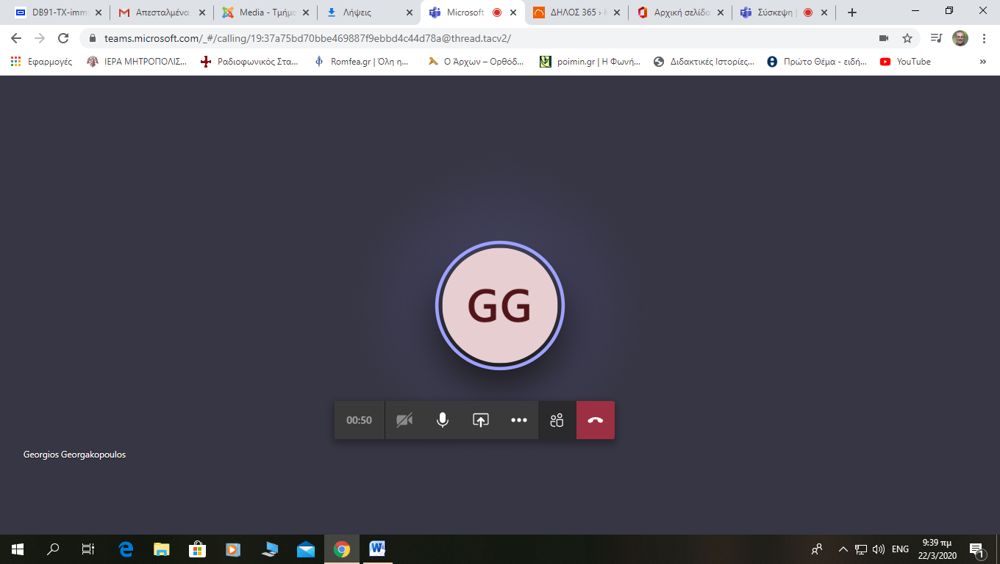 DB91-TX-imm
Απεσταλμένα
Media - Τμήμα
Λήψεις
Microsoft
ΔΗΛΟΣ 365 ›
Αρχική σελίδα
Σύσκεψη |
teams.microsoft.com/_#/calling/19:37a75bd70bbe469887f9ebbd4c44d78a@thread.tacv2/
Εφαρμογές
ΙΕΡΑ ΜΗΤΡΟΠΟΛΙΣ...
Ραδιοφωνικός Στα...
Romfea.gr | Όλη η...
Ο Άρχων – Ορθόδ...
poimin.gr | Η Φωνή...
Διδακτικές Ιστορίες...
Πρώτο Θέμα - ειδή...
YouTube
»
GG
00:50
Georgios Georgakopoulos
ENG
9:39 πμ
22/3/2020
1